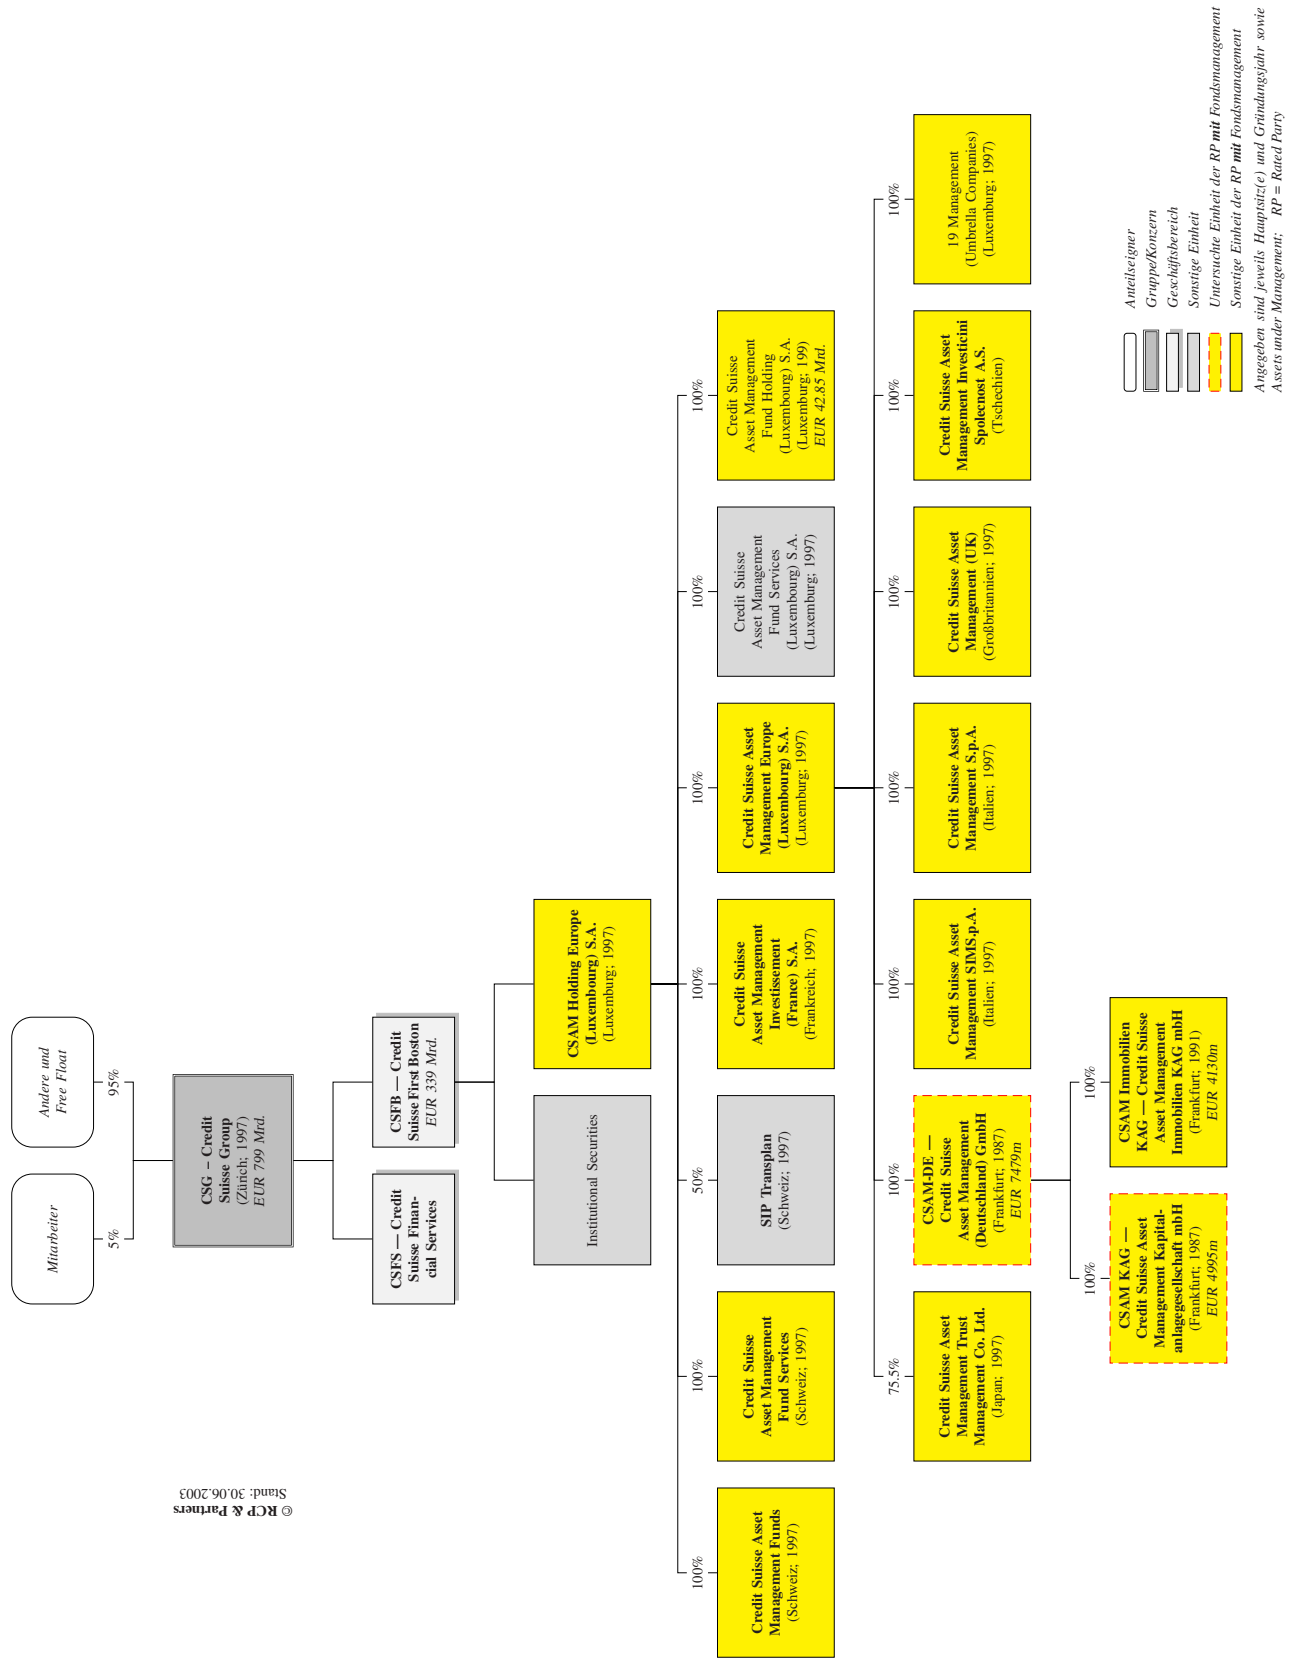 Mitarbeiter
Andere und
Free Float
5%
95%
CSG – Credit
Suisse Group
(Zürich; 1997)
EUR 799 Mrd.
CSFS — Credit
Suisse Finan-
cial Services
CSFB — Credit
Suisse First Boston
EUR 339 Mrd.
Institutional Securities
CSAM Holding Europe
(Luxembourg) S.A.
(Luxemburg; 1997)
100%
100%
50%
100%
100%
100%
100%
Credit Suisse Asset
Management Funds
(Schweiz; 1997)
Credit Suisse
Asset Management
Fund Services
(Schweiz; 1997)
SIP Transplan
(Schweiz; 1997)
Credit Suisse
Asset Management
Investissement
(France) S.A.
(Frankreich; 1997)
Credit Suisse Asset
Management Europe
(Luxembourg) S.A.
(Luxemburg; 1997)
Credit Suisse
Asset Management
Fund Services
(Luxembourg) S.A.
(Luxemburg; 1997)
Credit Suisse
Asset Management
Fund Holding
(Luxembourg) S.A.
(Luxemburg; 199)
EUR 42.85 Mrd.
75.5%
100%
100%
100%
100%
100%
100%
Credit Suisse Asset
Management Trust
Management Co. Ltd.
(Japan; 1997)
CSAM-DE —
Credit Suisse
Asset Management
(Deutschland) GmbH
(Frankfurt; 1987)
EUR 7479m
Credit Suisse Asset
Management SIMS.p.A.
(Italien; 1997)
Credit Suisse Asset
Management S.p.A.
(Italien; 1997)
Credit Suisse Asset
Management (UK)
(Großbritannien; 1997)
Credit Suisse Asset
Management Investicini
Spolecnost A.S.
(Tschechien)
19 Management
(Umbrella Companies)
(Luxemburg; 1997)
100%
100%
CSAM KAG —
Credit Suisse Asset
Management Kapital-
anlagegesellschaft mbH
(Frankfurt; 1987)
EUR 4995m
CSAM Immobilien
KAG — Credit Suisse
Asset Management
Immobilien KAG mbH
(Frankfurt; 1991)
EUR 4130m
Anteilseigner
Gruppe/Konzern
Geschäftsbereich
Sonstige Einheit
Untersuchte Einheit der RP mit Fondsmanagement
Sonstige Einheit der RP mit Fondsmanagement
Angegeben sind jeweils Hauptsitz(e) und Gründungsjahr sowie
Assets under Management; RP = Rated Party
© RCP & Partners
Stand: 30.06.2003